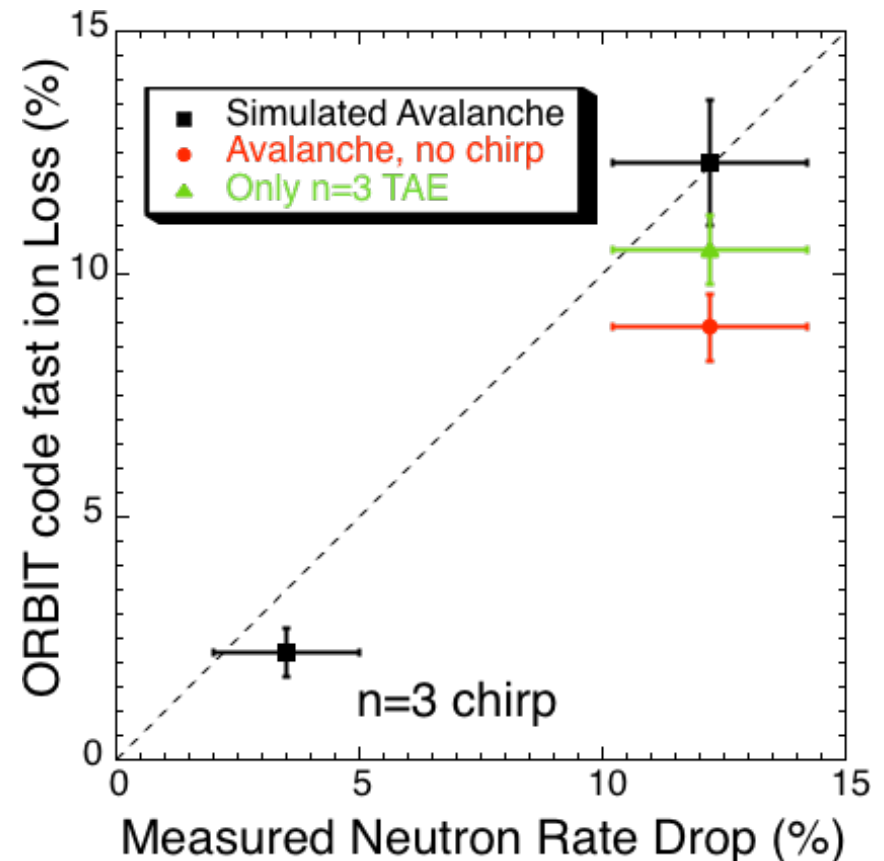 15
Simulated Avalanche
Avalanche, no chirp
Only n=3 TAE
10
5
n=3 chirp
0
0 5 10 15
ORBIT code fast ion Loss (%)
Measured Neutron Rate Drop (%)